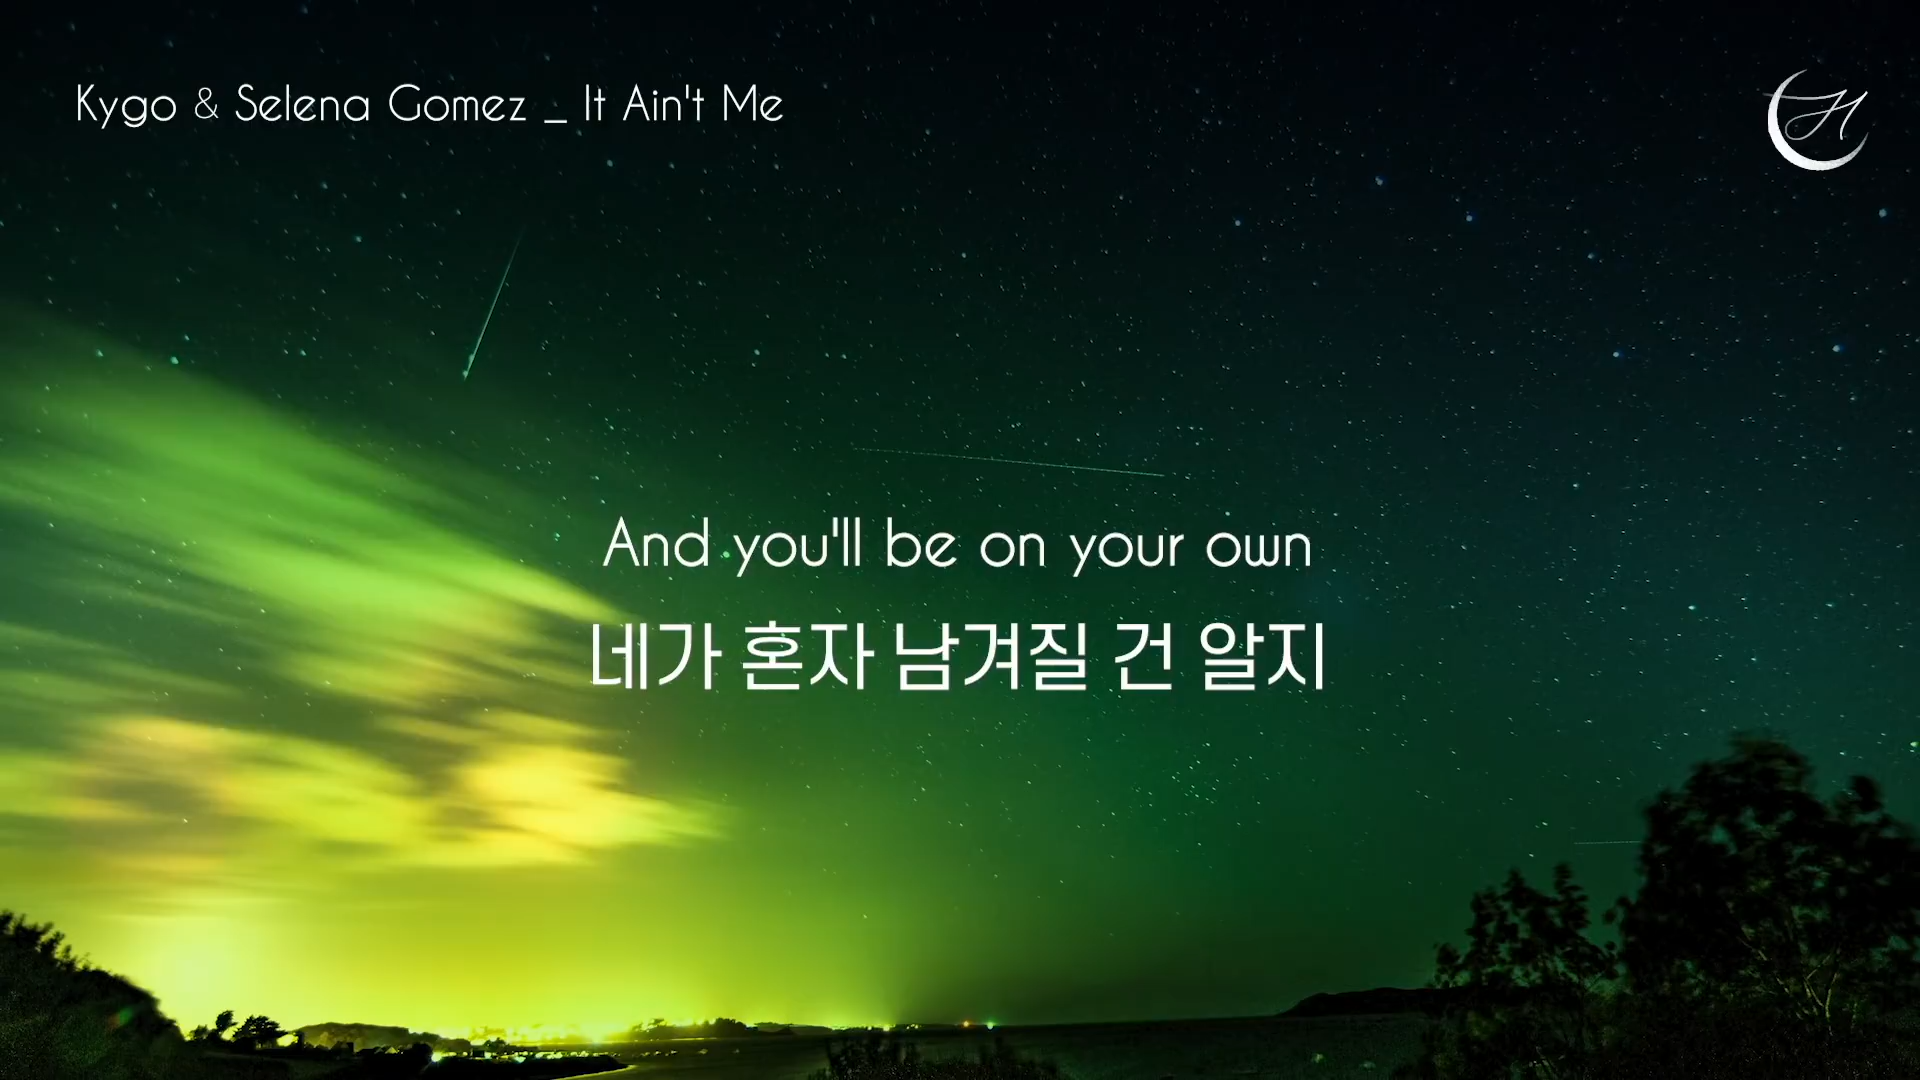 Kygo & Selena Gomez _ It Ain't Me
H
And you'll be on your own
네가 혼자 남겨질 건 알지